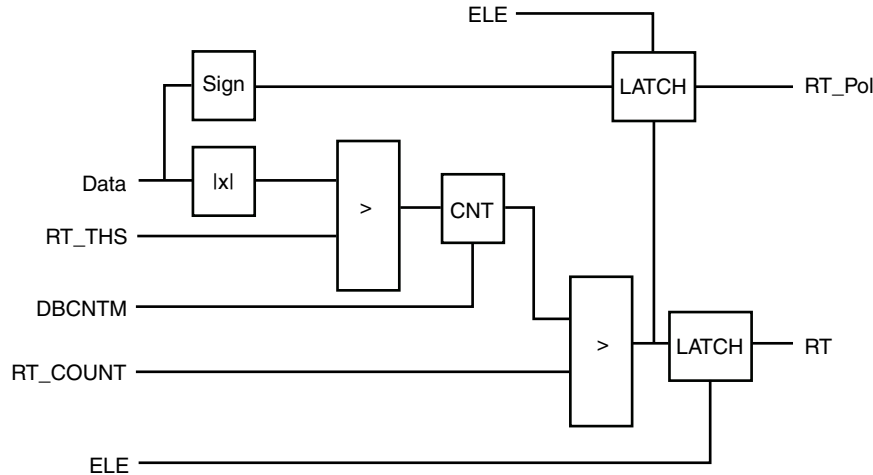 ELE
Sign
LATCH
RT_Pol
Data
|x|
>
CNT
RT_THS
DBCNTM
>
LATCH
RT
RT_COUNT
ELE